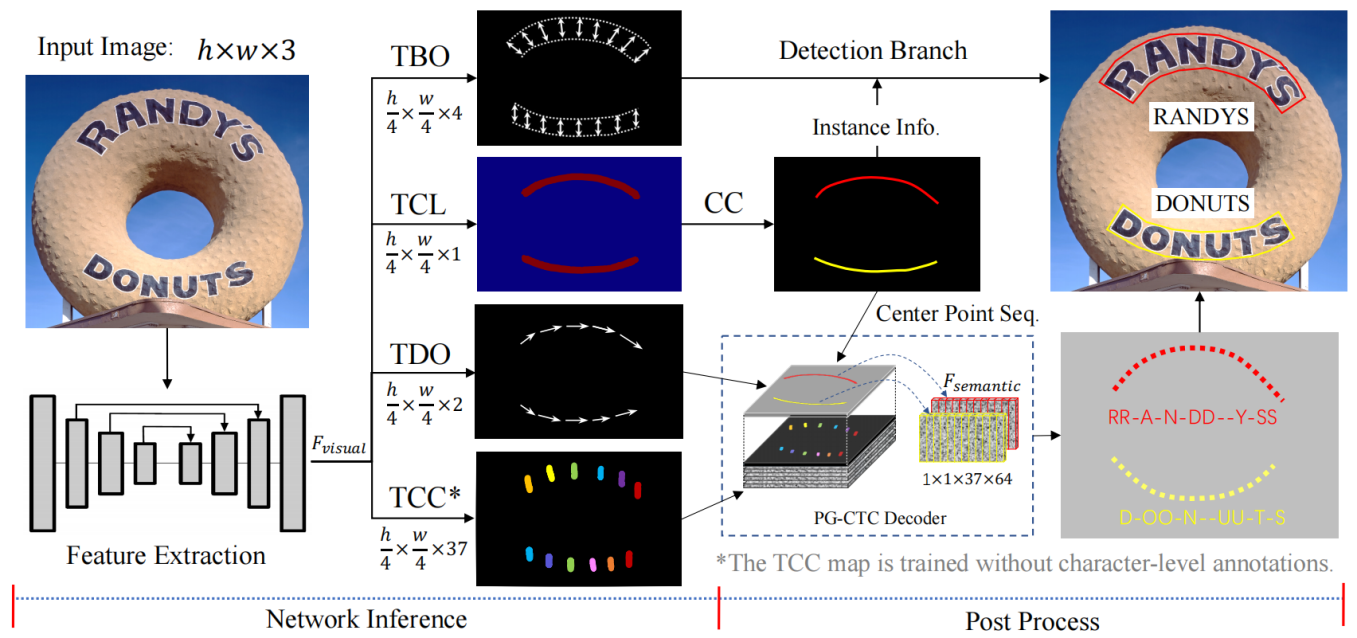 Input Image: h×w×3
RANDY'S
DONUTS
Feature Extraction
F_visual
TBO
h/4 × w/4 ×4
TCL
h/4 × w/4 ×1
TDO
h/4 × w/4 ×2
TCC*
h/4 × w/4 ×37
CC
Detection Branch
Instance Info.
Center Point Seq.
F_semantic
1×1×37×64
PG-CTC Decoder
RANDY'S
RANDYS
DONUTS
DONUTS
RR-A-N-DD--Y-SS
D-OO-N--UU-T-S
*The TCC map is trained without character-level annotations.
Network Inference
Post Process